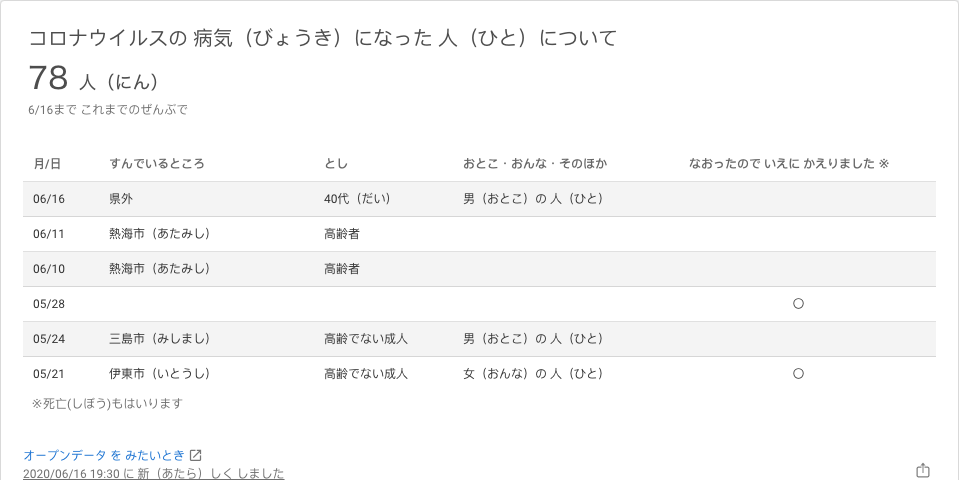 コロナウイルスの 病気（びょうき）になった 人（ひと）について
78 人（にん）
6/16まで これまでのぜんぶで
月/日 すんでいるところ とし おとこ・おんな・そのほか なおったので いえに かえりました ※
06/16 県外 40代（だい） 男（おとこ）の 人（ひと）
06/11 熱海市（あたみし） 高齢者
06/10 熱海市（あたみし） 高齢者
05/28 ○
05/24 三島市（みしまし） 高齢でない成人 男（おとこ）の 人（ひと）
05/21 伊東市（いとうし） 高齢でない成人 女（おんな）の 人（ひと） ○
※死亡(しぼう)もはいります
オープンデータ を みたいとき
2020/06/16 19:30 に 新（あたら）しく しました